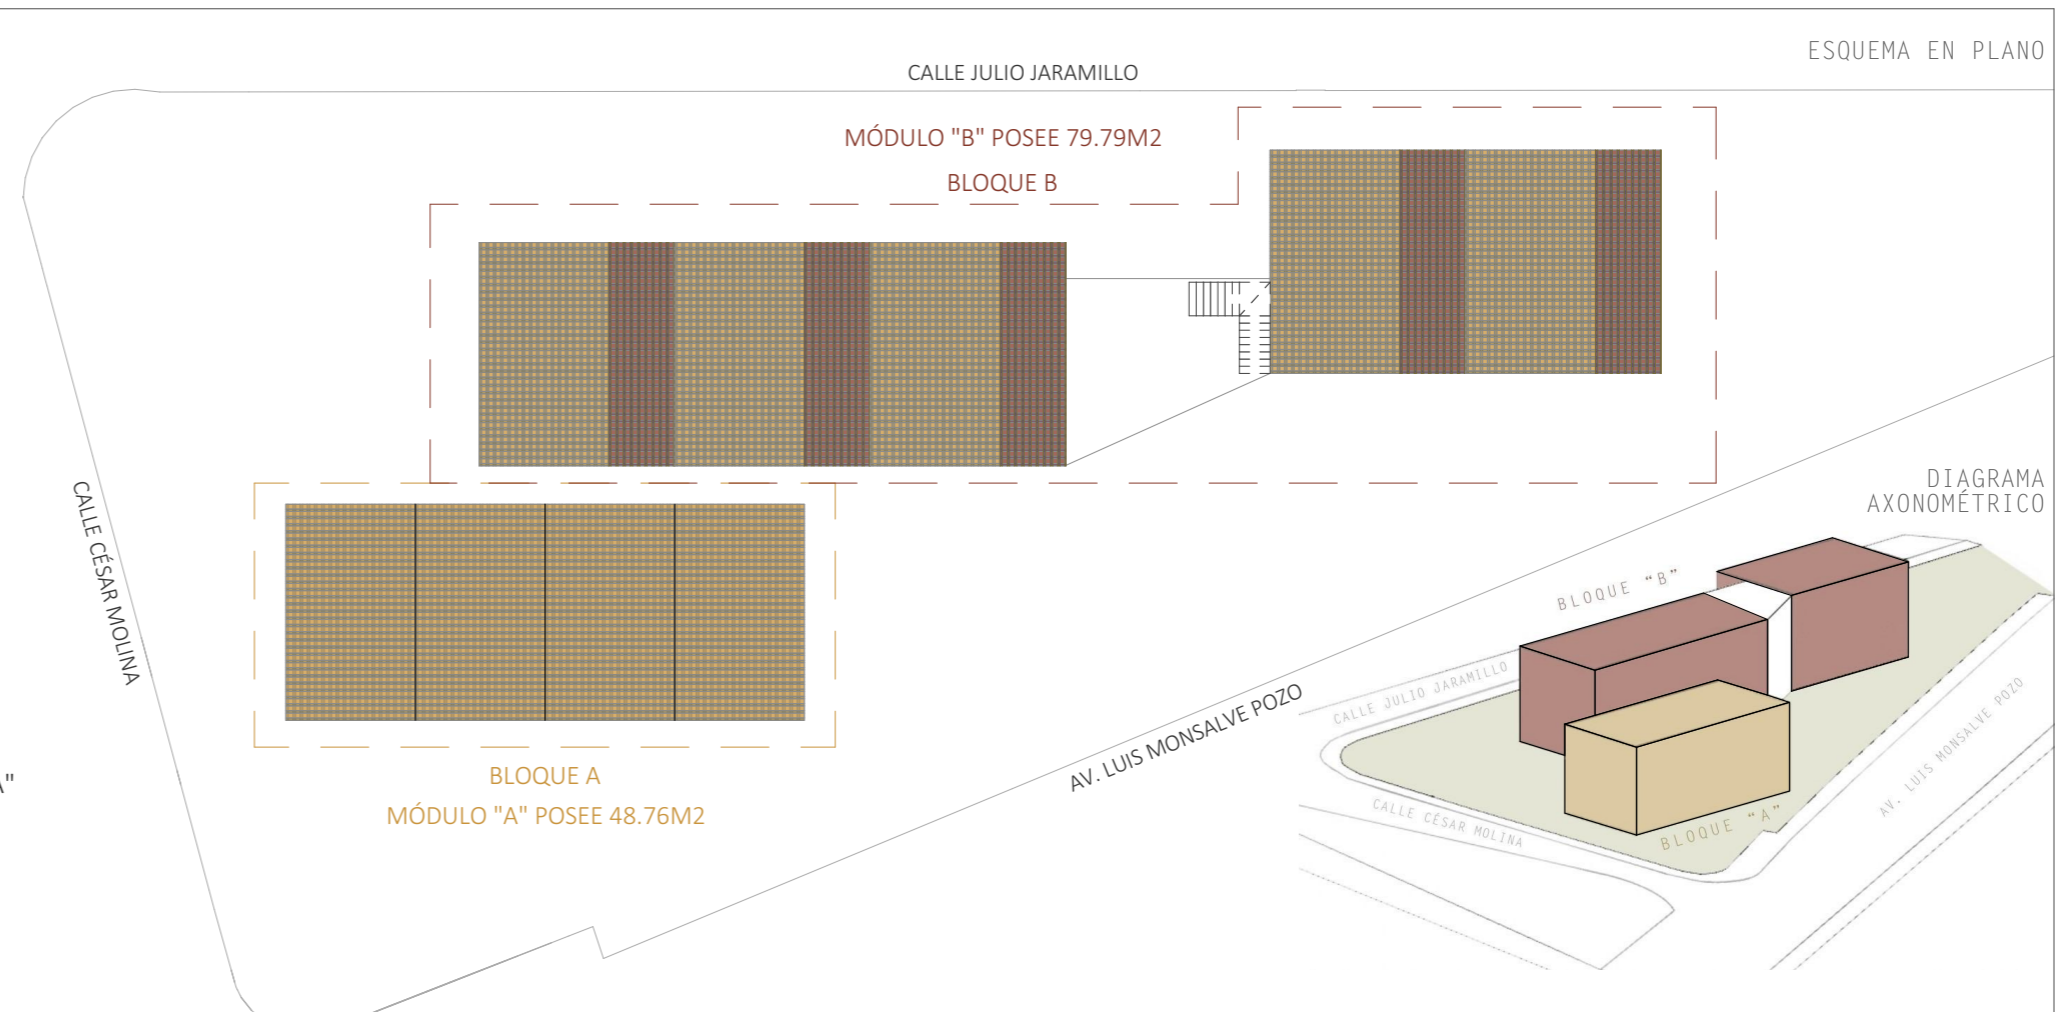 ESQUEMA EN PLANO
CALLE JULIO JARAMILLO
MÓDULO "B" POSEE 79.79M2
BLOQUE B
CALLE CÉSAR MOLINA
BLOQUE A
MÓDULO "A" POSEE 48.76M2
AV. LUIS MONSALVE POZO
DIAGRAMA
AXONOMÉTRICO
BLOQUE “B”
CALLE JULIO JARAMILLO
CALLE CÉSAR MOLINA
BLOQUE “A”
AV. LUIS MONSALVE POZO